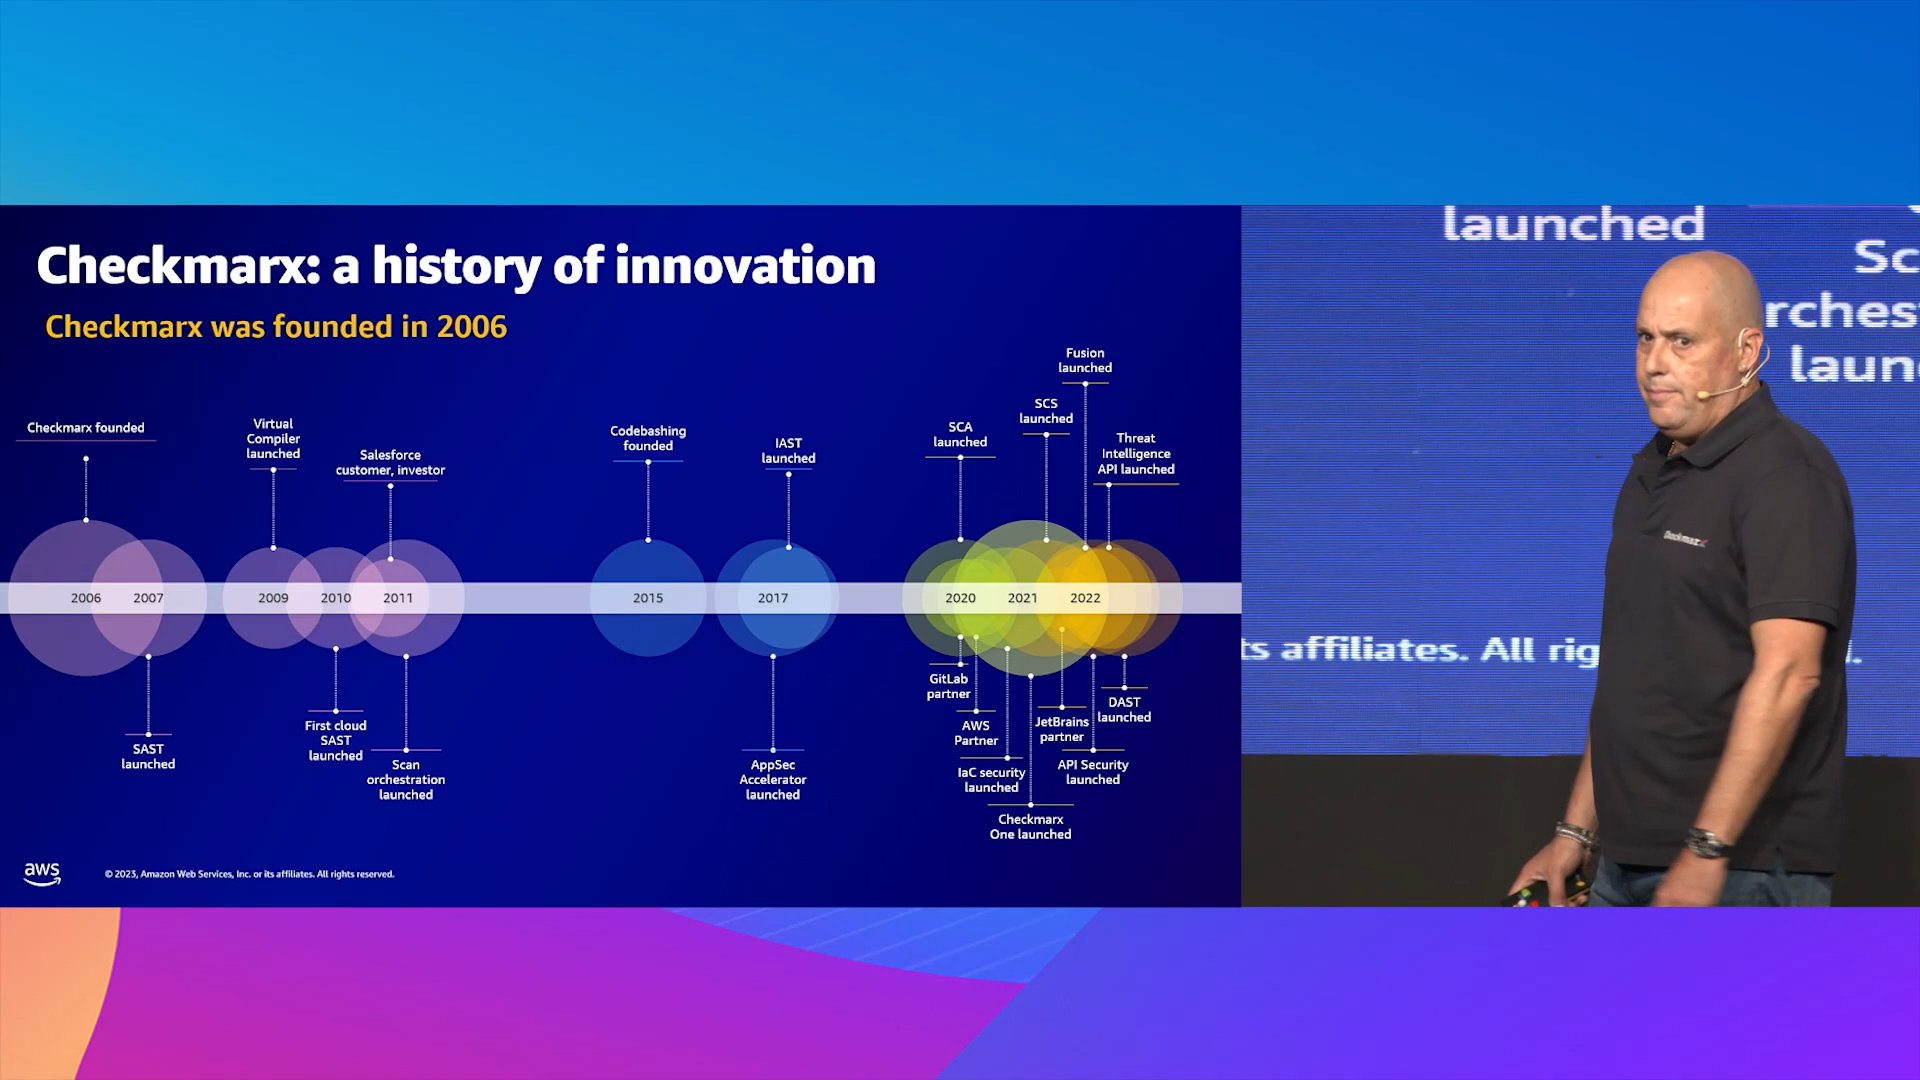 Checkmarx: a history of innovation
Checkmarx was founded in 2006
Checkmarx founded
Virtual
Compiler
launched
Salesforce
customer, investor
Codebashing
founded
IAST
launched
SCA
launched
SCS
launched
Fusion
launched
Threat
Intelligence
API launched
2006
2007
2009
2010
2011
2015
2017
2020
2021
2022
SAST
launched
First cloud
SAST
launched
Scan
orchestration
launched
AppSec
Accelerator
launched
GitLab
partner
AWS
Partner
IaC security
launched
Checkmarx
One launched
JetBrains
partner
API Security
launched
DAST
launched
aws
© 2023, Amazon Web Services, Inc. or its affiliates. All rights reserved.
launched
Sc
rches
laun
ts affiliates. All rig
d.
Checkmarx